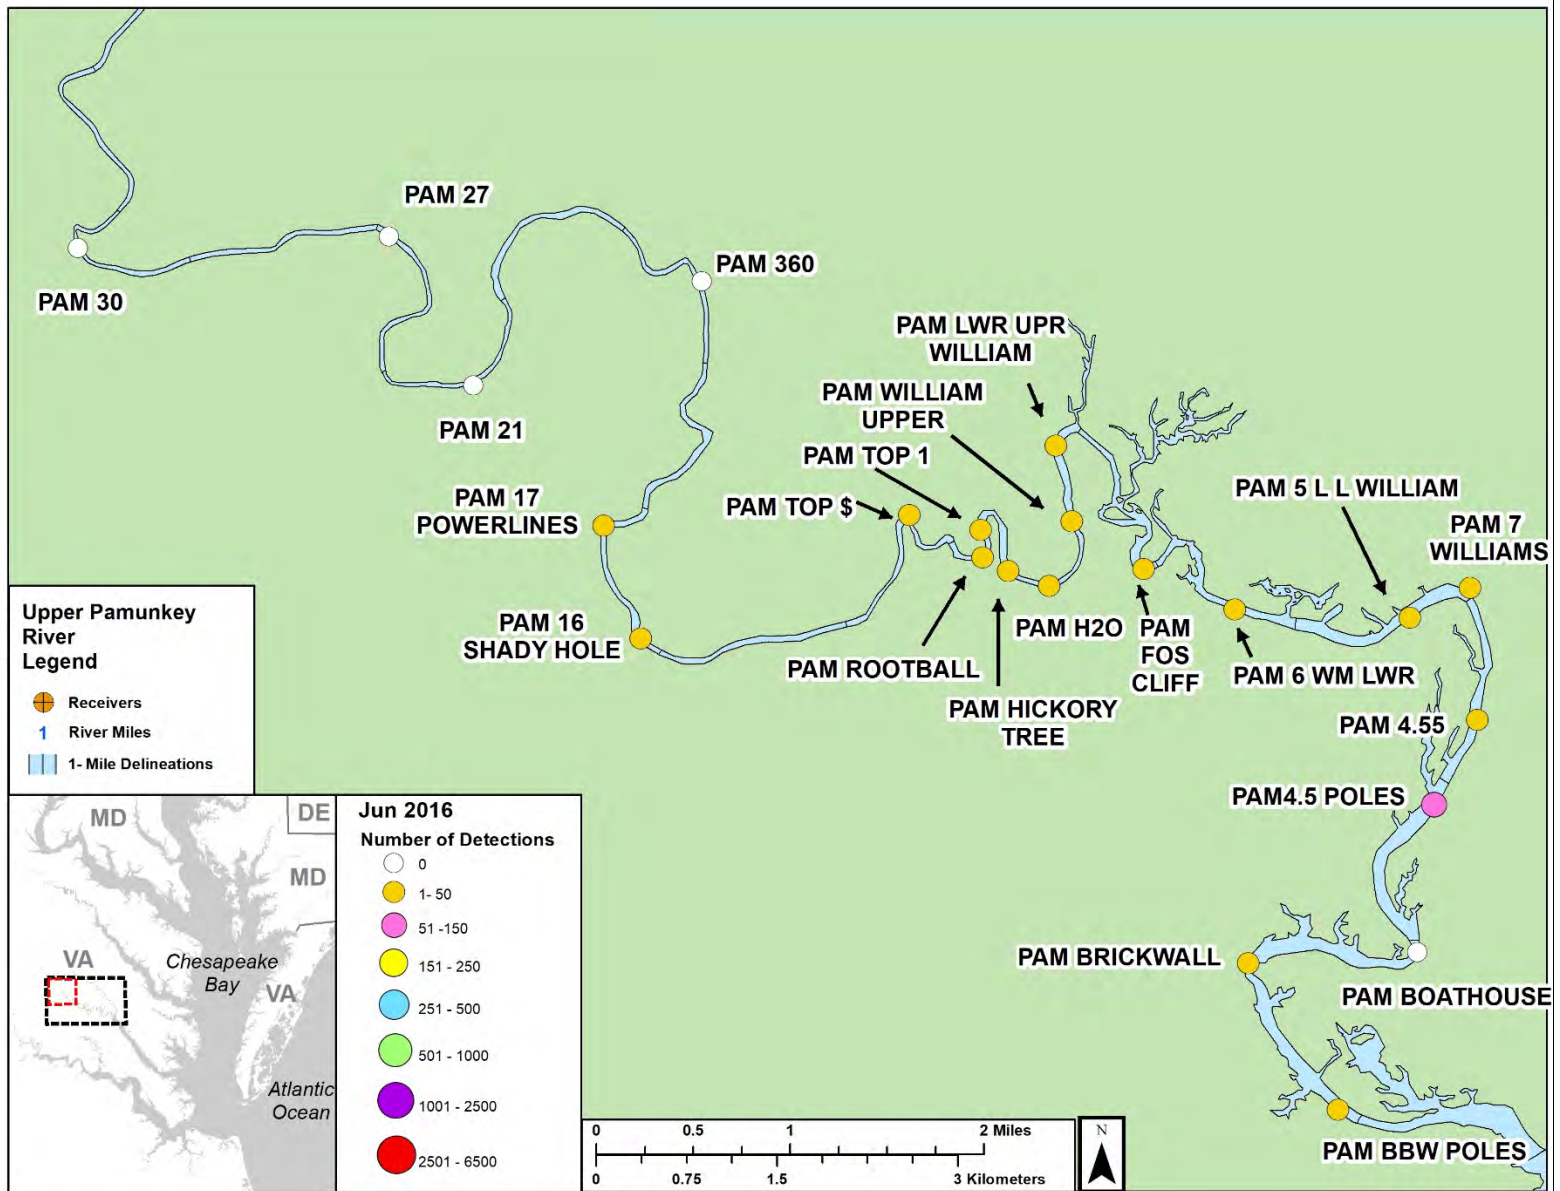 PAM 27
PAM 360
PAM 30
PAM LWR UPR
WILLIAM
PAM WILLIAM
UPPER
PAM 21
PAM TOP 1
PAM 17
POWERLINES
PAM TOP $
PAM 5 L L WILLIAM
PAM 7
WILLIAMS
PAM 16
SHADY HOLE
PAM H2O
PAM
FOS
CLIFF
PAM ROOTBALL
PAM 6 WM LWR
PAM HICKORY
TREE
PAM 4.55
PAM4.5 POLES
PAM BRICKWALL
PAM BOATHOUSE
PAM BBW POLES
Upper Pamunkey
River
Legend
Receivers
1 River Miles
1- Mile Delineations
MD
DE
MD
VA
Chesapeake
Bay
VA
Atlantic
Ocean
Jun 2016
Number of Detections
0
1- 50
51 -150
151 - 250
251 - 500
501 - 1000
1001 - 2500
2501 - 6500
0 0.5 1 2 Miles
0 0.75 1.5 3 Kilometers
N